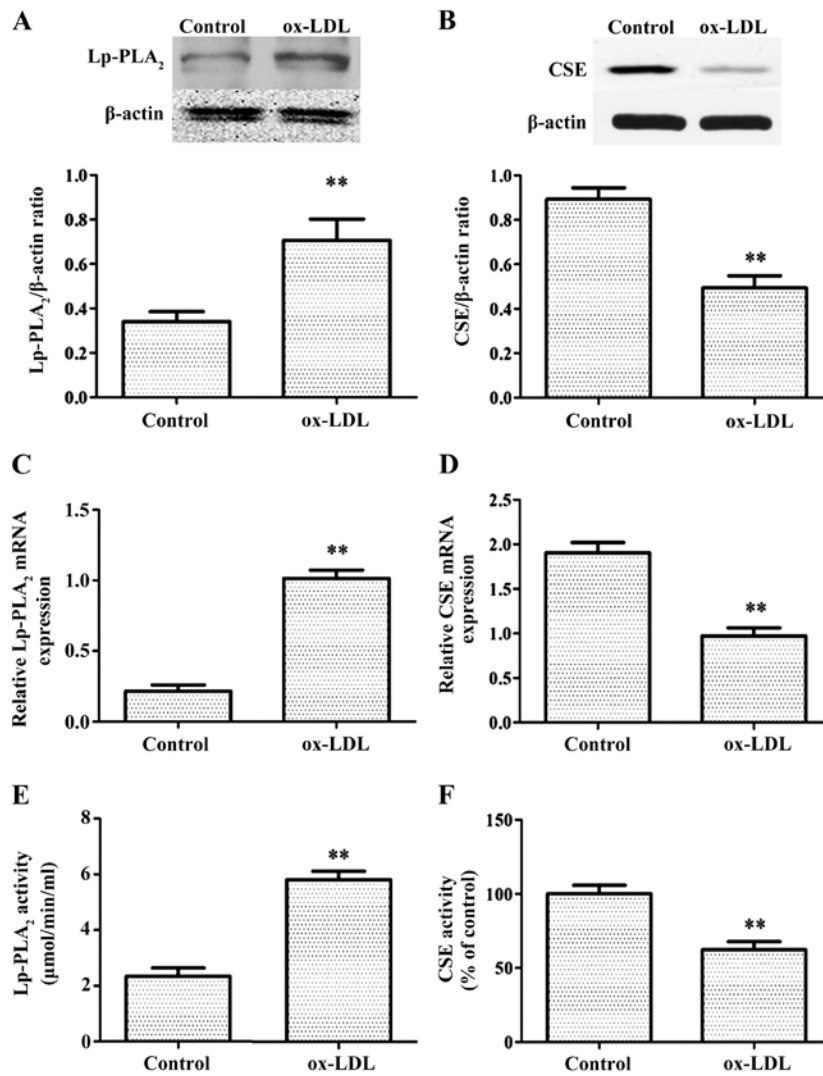 A
Control ox-LDL
Lp-PLA2
β-actin
Lp-PLA2/β-actin ratio
1.0
0.8
0.6
0.4
0.2
0.0
**
Control ox-LDL
B
Control ox-LDL
CSE
β-actin
CSE/β-actin ratio
1.0
0.8
0.6
0.4
0.2
0.0
**
Control ox-LDL
C
Relative Lp-PLA2 mRNA
expression
1.5
1.0
0.5
0.0
**
Control ox-LDL
D
Relative CSE mRNA
expression
2.5
2.0
1.5
1.0
0.5
0.0
**
Control ox-LDL
E
Lp-PLA2 activity
(μmol/min/ml)
8
6
4
2
0
**
Control ox-LDL
F
CSE activity
(% of control)
150
100
50
0
**
Control ox-LDL